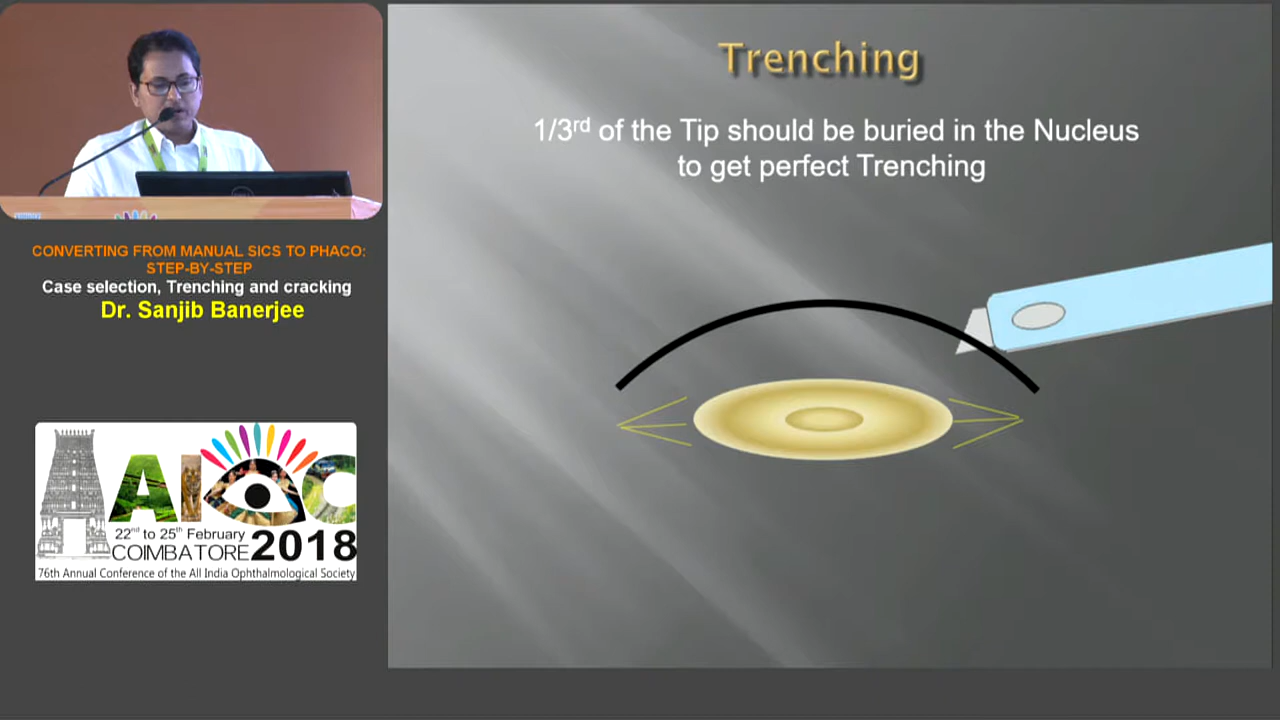 Trenching
1/3rd of the Tip should be buried in the Nucleus
to get perfect Trenching
CONVERTING FROM MANUAL SICS TO PHACO:
STEP-BY-STEP
Case selection, Trenching and cracking
Dr. Sanjib Banerjee
AIOC
22nd to 25th February
COIMBATORE 2018
76th Annual Conference of the All India Ophthalmological Society